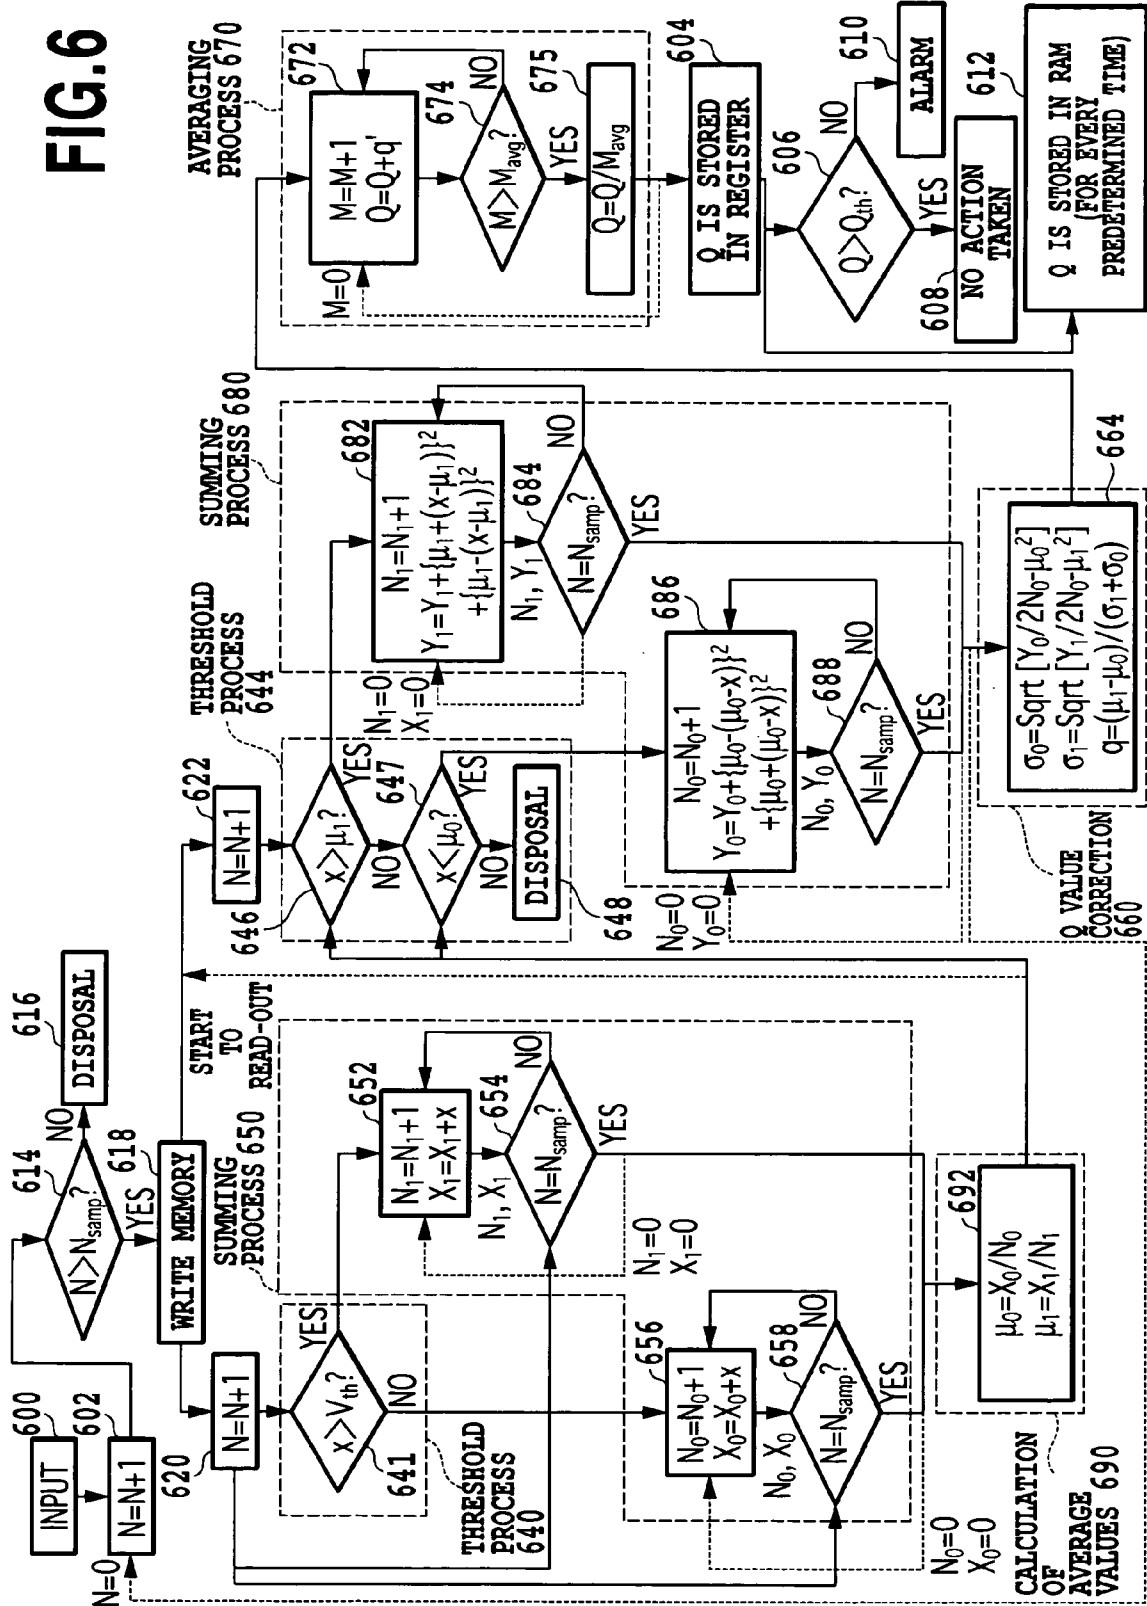 FIG.6
INPUT
600
N=0
N=N+1
602
N>N_samp?
614
NO
DISPOSAL
616
YES
WRITE MEMORY
618
START
TO
READ-OUT
N=N+1
620
x>V_th?
641
YES
NO
THRESHOLD
PROCESS
640
SUMMING
PROCESS 650
N₁=N₁+1
X₁=X₁+x
652
N₁, X₁
N=N_samp?
654
NO
YES
N₁=0
X₁=0
N₀=N₀+1
X₀=X₀+x
656
N₀, X₀
N=N_samp?
658
NO
YES
N₀=0
X₀=0
μ₀=X₀/N₀
μ₁=X₁/N₁
692
CALCULATION
OF
AVERAGE
VALUES 690
N=N+1
622
THRESHOLD
PROCESS
644
x>μ₁?
646
YES
NO
x<μ₀?
647
YES
NO
DISPOSAL
648
SUMMING
PROCESS 680
N₁=N₁+1
Y₁=Y₁+{μ₁+(x-μ₁)}²
+{μ₁-(x-μ₁)}²
682
N₁=0
X₁=0
N₁, Y₁
N=N_samp?
684
NO
YES
N₀=N₀+1
Y₀=Y₀+{μ₀-(μ₀-x)}²
+{μ₀+(μ₀-x)}²
686
N₀=0
Y₀=0
N₀, Y₀
N=N_samp?
688
NO
YES
σ₀=Sqrt [Y₀/2N₀-μ₀²]
σ₁=Sqrt [Y₁/2N₀-μ₁²]
q=(μ₁-μ₀)/(σ₁+σ₀)
664
Q VALUE
CORRECTION
660
AVERAGING
PROCESS 670
M=M+1
Q=Q+q'
672
M=0
M>M_avg?
674
NO
YES
Q=Q/M_avg
675
Q IS STORED
IN REGISTER
604
Q>Q_th?
606
NO
ALARM
610
YES
NO ACTION
TAKEN
608
Q IS STORED IN RAM
(FOR EVERY
PREDETERMINED TIME)
612